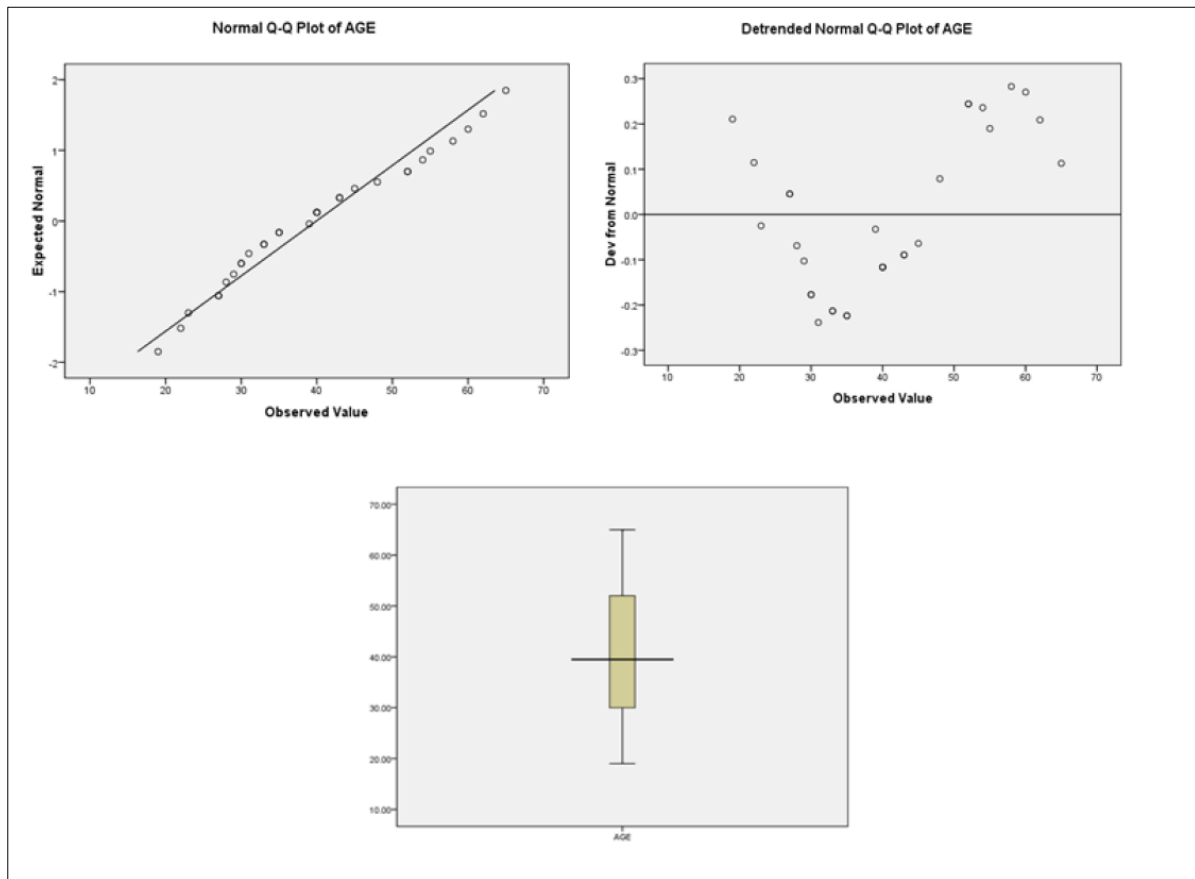 Normal Q-Q Plot of AGE
Expected Normal
2
1
0
-1
-2
10 20 30 40 50 60 70
Observed Value
Detrended Normal Q-Q Plot of AGE
Dev from Normal
0.3
0.2
0.1
0.0
-0.1
-0.2
-0.3
10 20 30 40 50 60 70
Observed Value
70.00
60.00
50.00
40.00
30.00
20.00
10.00
AGE